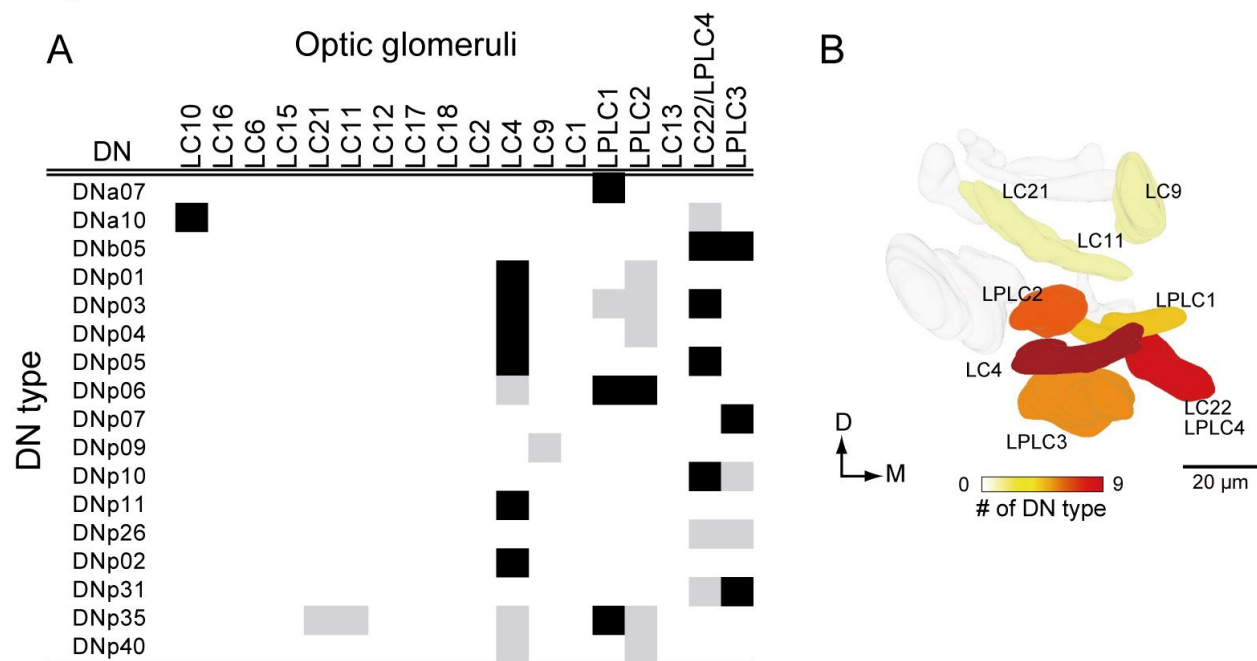 A
Optic glomeruli
DN
LC10
LC16
LC6
LC15
LC21
LC11
LC12
LC17
LC18
LC2
LC4
LC9
LC1
LPLC1
LPLC2
LC13
LC22/LPLC4
LPLC3
DN type
DNa07
DNa10
DNb05
DNp01
DNp03
DNp04
DNp05
DNp06
DNp07
DNp09
DNp10
DNp11
DNp26
DNp02
DNp31
DNp35
DNp40
B
LC21
LC9
LC11
LPLC2
LPLC1
LC4
LC22
LPLC4
LPLC3
D
M
0
9
# of DN type
20 µm